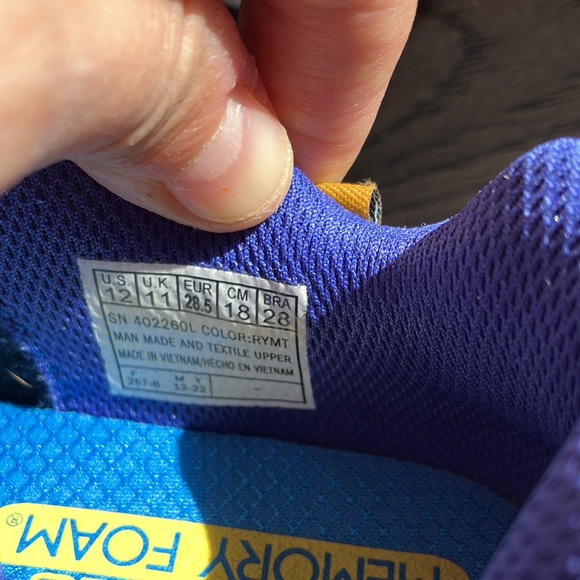 U.S. U.K. EUR CM BRA
12 11 28.5 18 28
SN 402260L COLOR:RYMT
MAN MADE AND TEXTILE UPPER
MADE IN VIETNAM/HECHO EN VIETNAM
F M Y
257-6 12-22 –
MEMORY FOAM®